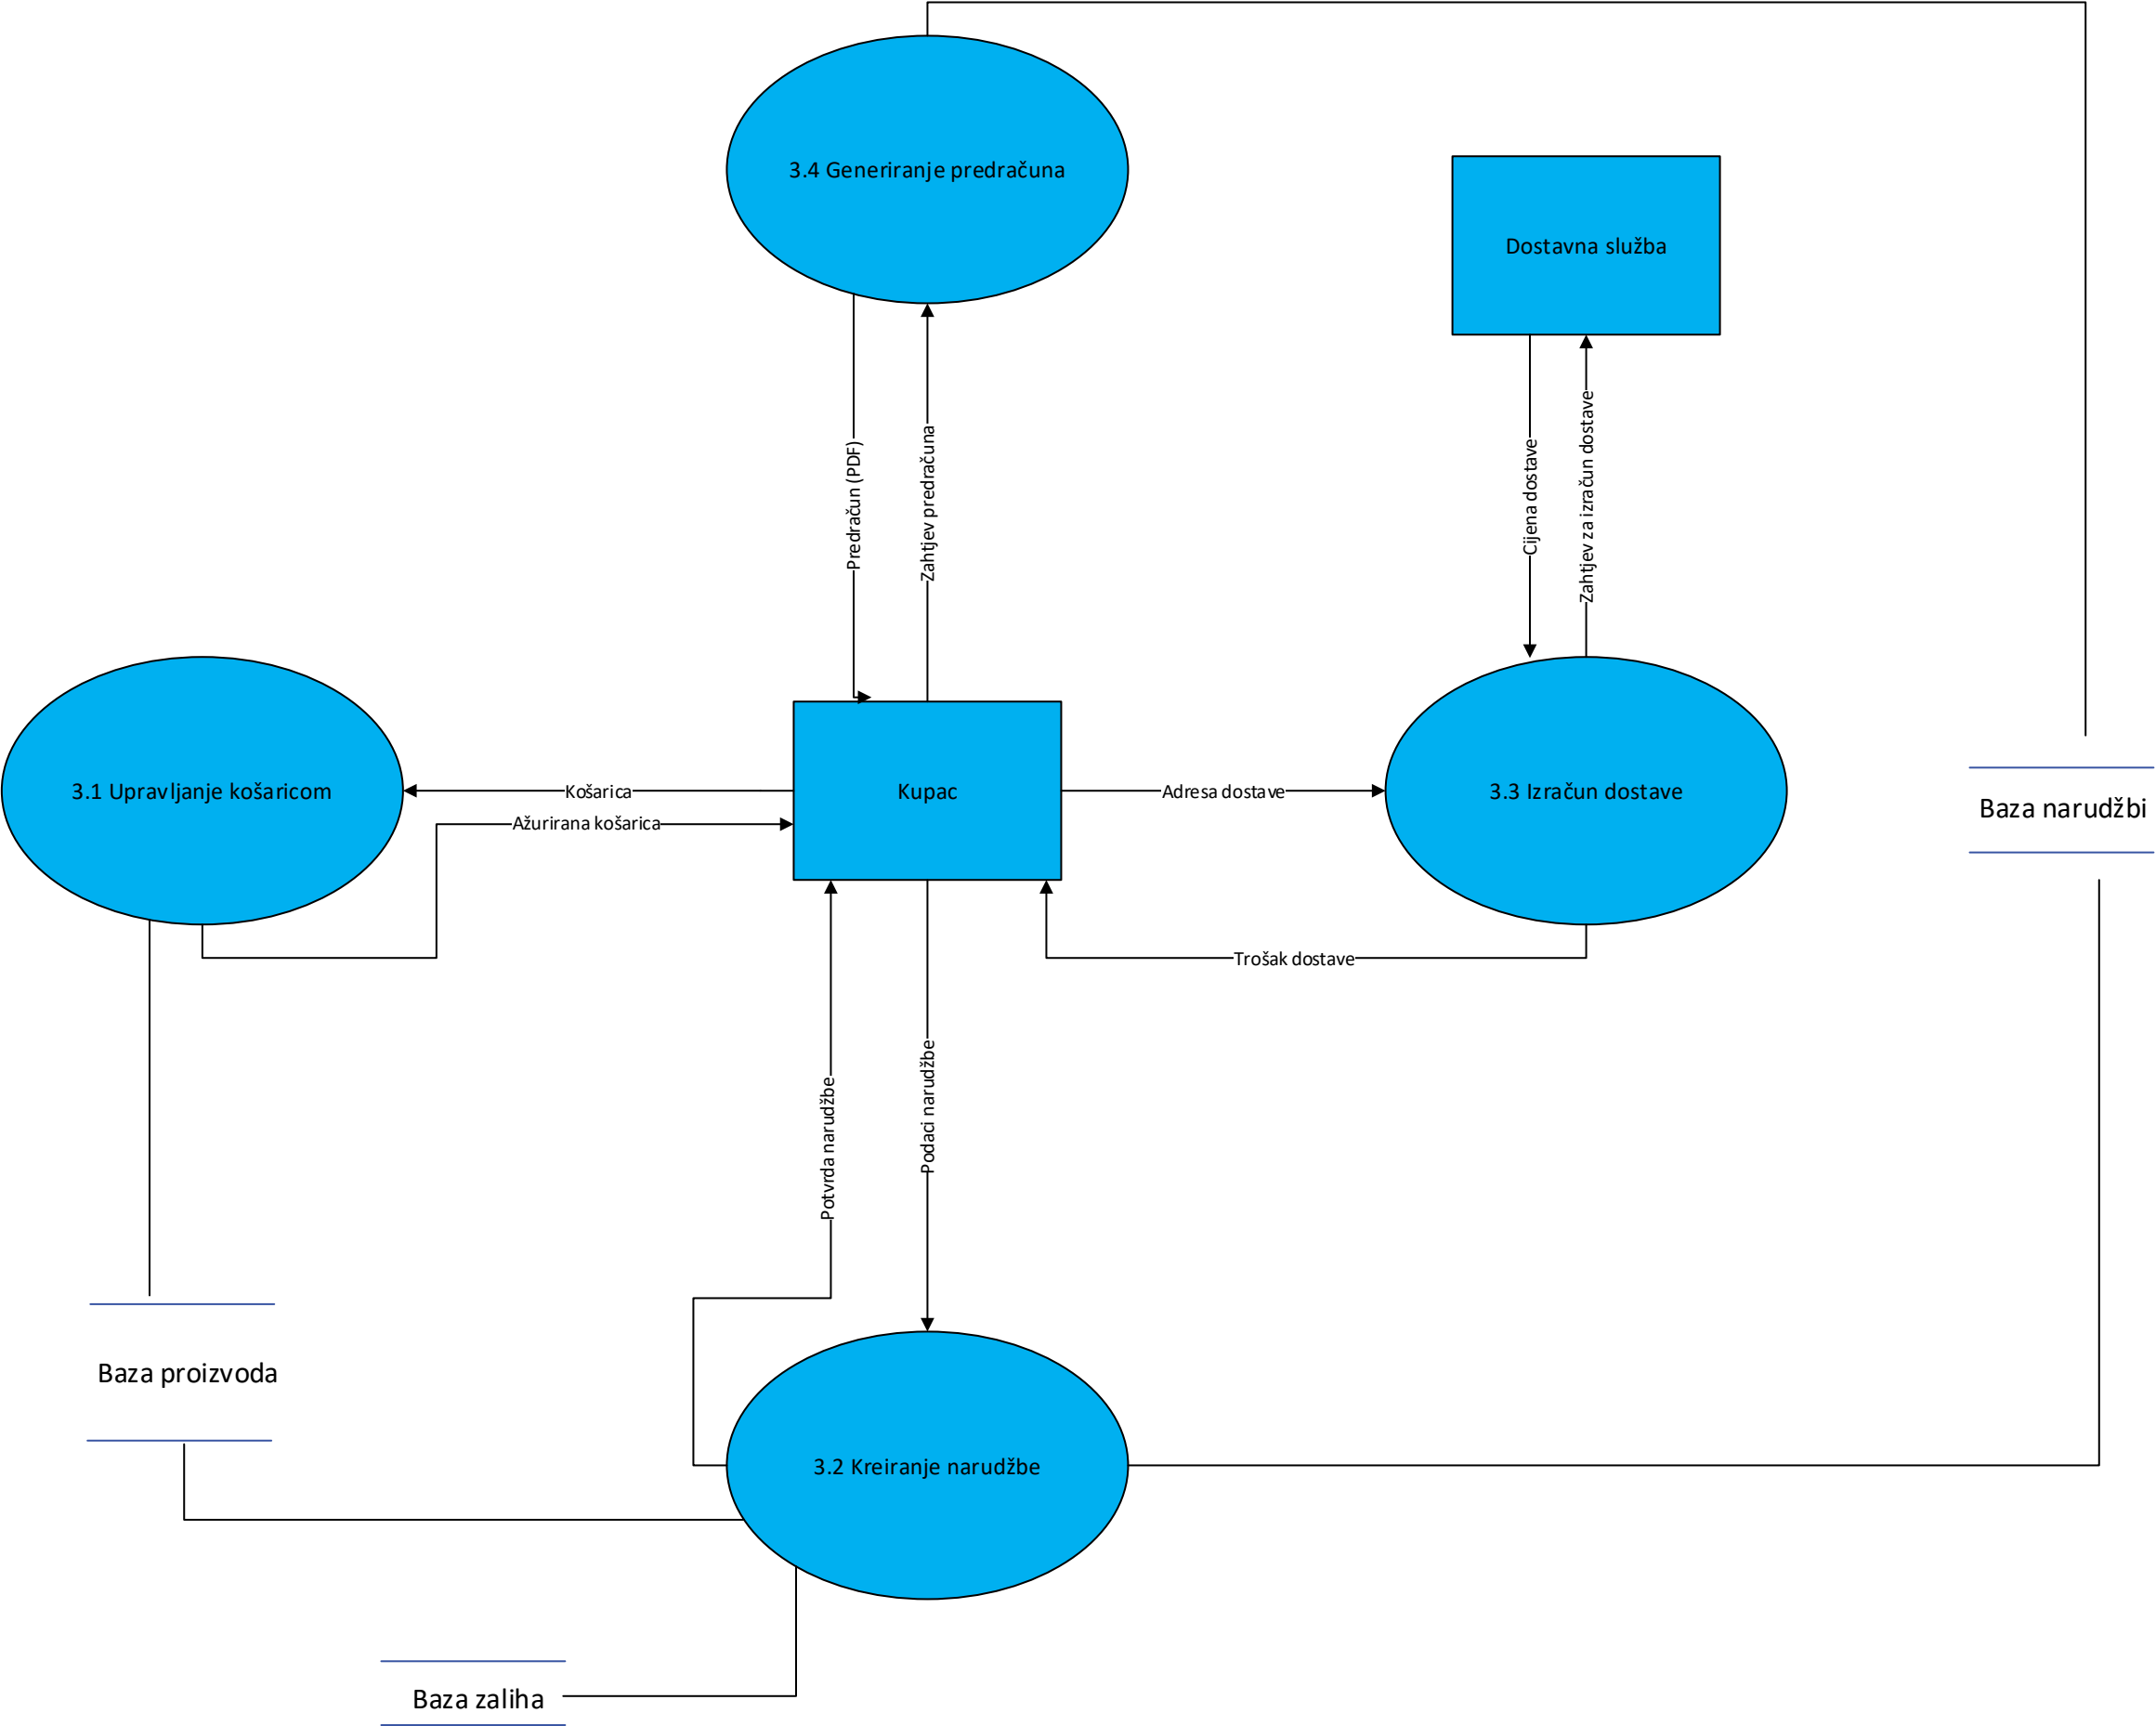 3.4 Generiranje predračuna
Dostavna služba
Predračun (PDF)
Zahtjev predračuna
Cijena dostave
Zahtjev za izračun dostave
3.1 Upravljanje košaricom
Košarica
Kupac
Adresa dostave
3.3 Izračun dostave
Baza narudžbi
Ažurirana košarica
Trošak dostave
Potvrda narudžbe
Podaci narudžbe
Baza proizvoda
3.2 Kreiranje narudžbe
Baza zaliha